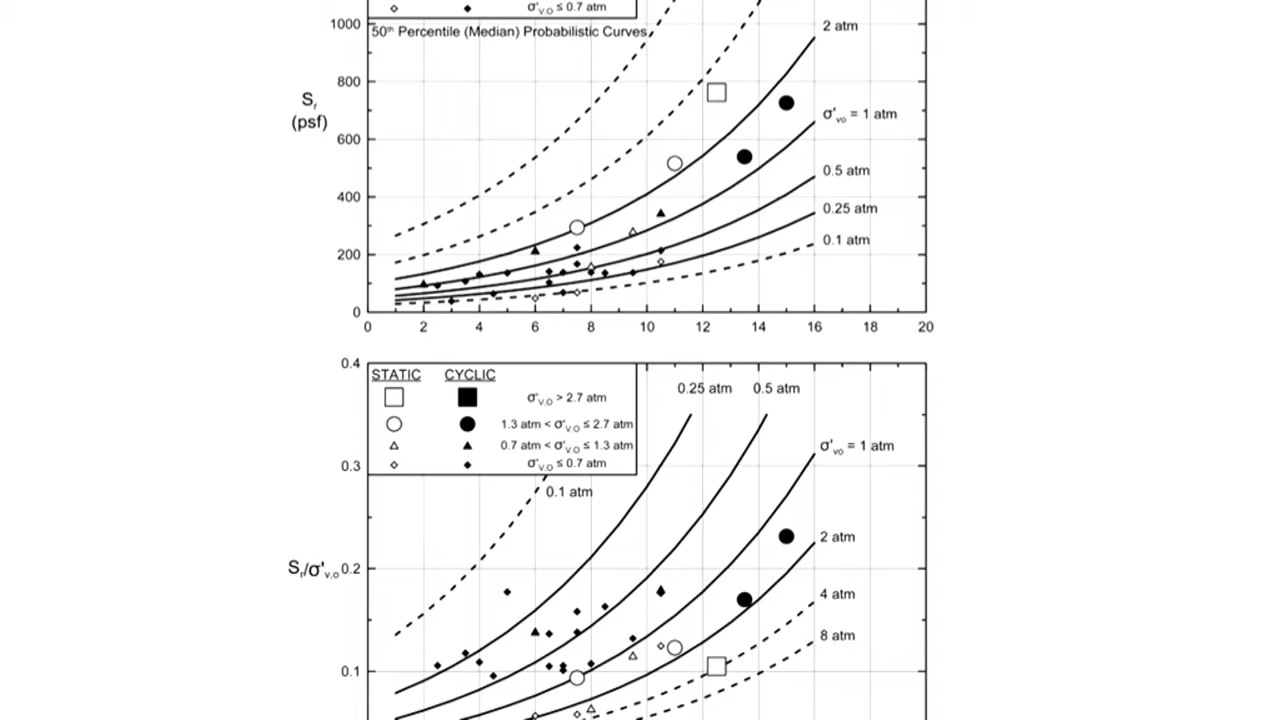 σ'V,O ≤ 0.7 atm
1000
50th Percentile (Median) Probabilistic Curves
2 atm
800
Sr
(psf)
σ'vo = 1 atm
600
0.5 atm
400
0.25 atm
0.1 atm
200
0
0 2 4 6 8 10 12 14 16 18 20
0.4
STATIC CYCLIC
0.25 atm 0.5 atm
σ'V,O > 2.7 atm
1.3 atm < σ'V,O ≤ 2.7 atm
0.7 atm < σ'V,O ≤ 1.3 atm
σ'vo = 1 atm
σ'V,O ≤ 0.7 atm
0.3
0.1 atm
2 atm
Sr/σ'v,o 0.2
4 atm
8 atm
0.1